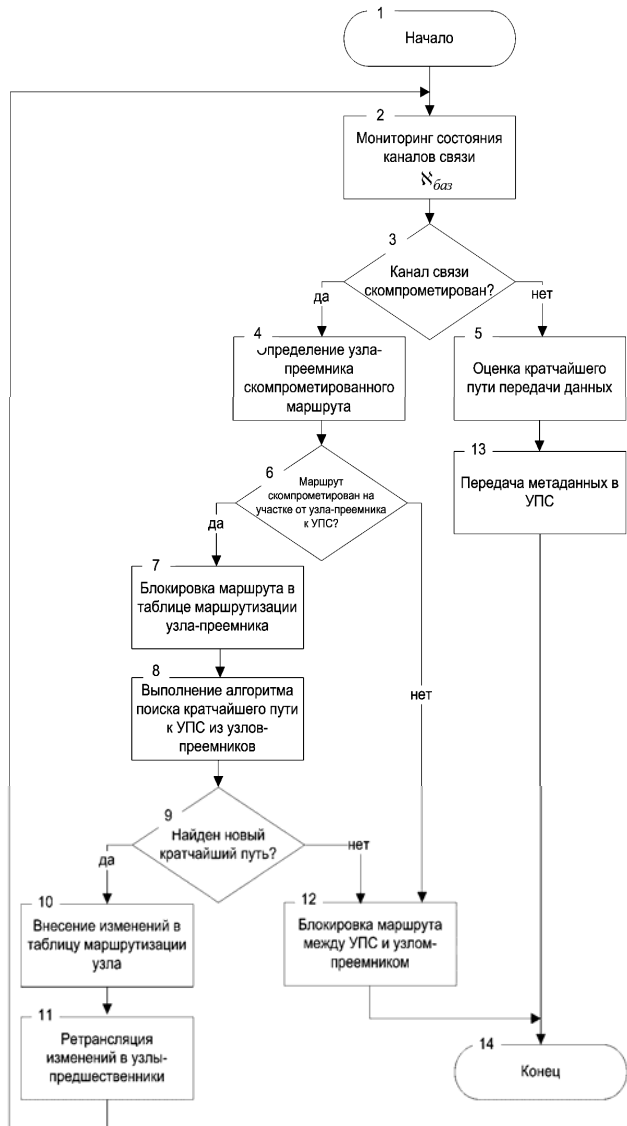 1
Начало
2
Мониторинг состояния
каналов связи
ℵбаз
3
Канал связи
скомпрометирован?
да
нет
4
Определение узла-
преемника
скомпрометированного
маршрута
5
Оценка кратчайшего
пути передачи данных
6
Маршрут
скомпрометирован на
участке от узла-преемника
к УПС?
13
Передача метаданных в
УПС
да
7
Блокировка маршрута в
таблице маршрутизации
узла-преемника
8
Выполнение алгоритма
поиска кратчайшего пути
к УПС из узлов-
преемников
нет
9
Найден новый
кратчайший путь?
да
нет
10
Внесение изменений в
таблицу маршрутизации
узла
12
Блокировка маршрута
между УПС и узлом-
преемником
11
Ретрансляция
изменений в узлы-
предшественники
14
Конец